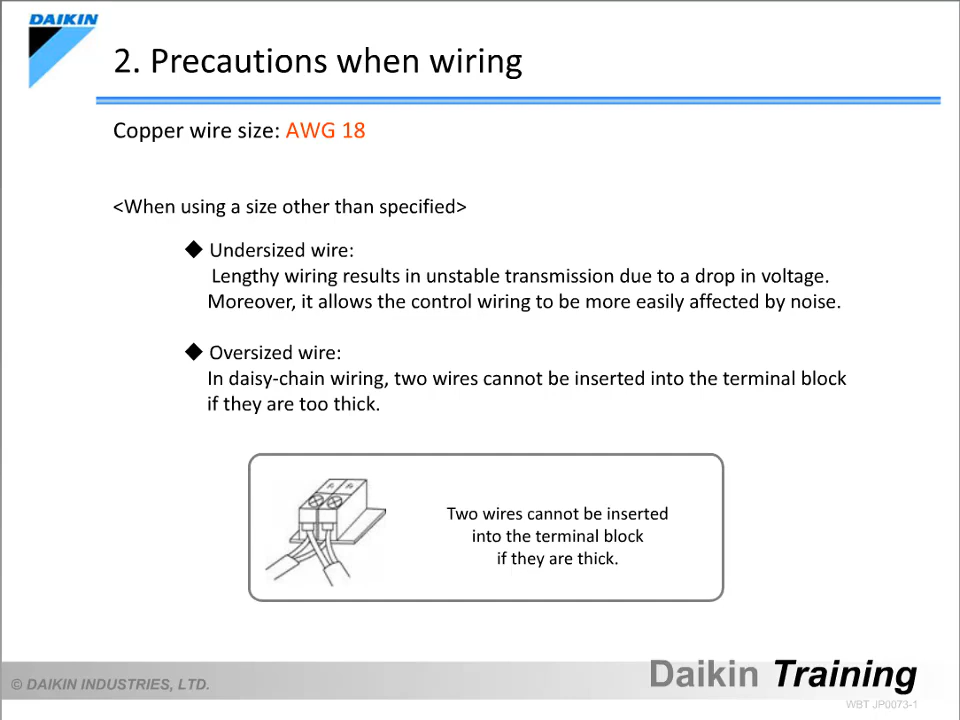 DAIKIN
2. Precautions when wiring
Copper wire size: AWG 18
<When using a size other than specified>
◆ Undersized wire:
Lengthy wiring results in unstable transmission due to a drop in voltage.
Moreover, it allows the control wiring to be more easily affected by noise.
◆ Oversized wire:
In daisy-chain wiring, two wires cannot be inserted into the terminal block
if they are too thick.
Two wires cannot be inserted
into the terminal block
if they are thick.
© DAIKIN INDUSTRIES, LTD.
Daikin Training
WBT JP0073-1